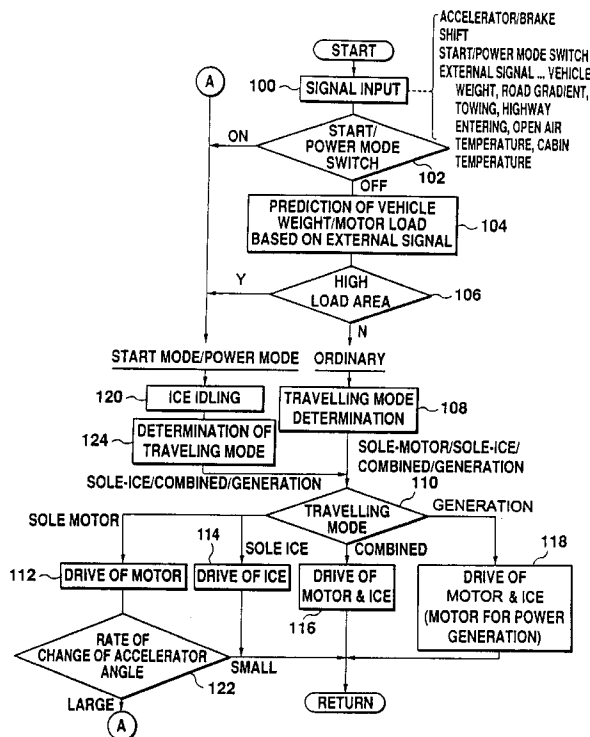 ACCELERATOR/BRAKE
SHIFT
START/POWER MODE SWITCH
EXTERNAL SIGNAL ... VEHICLE
WEIGHT, ROAD GRADIENT,
TOWING, HIGHWAY
ENTERING, OPEN AIR
TEMPERATURE, CABIN
TEMPERATURE
START
A
100
SIGNAL INPUT
ON
START/
POWER MODE
SWITCH
102
OFF
PREDICTION OF VEHICLE
WEIGHT/MOTOR LOAD
BASED ON EXTERNAL SIGNAL
104
Y
HIGH
LOAD AREA
106
N
START MODE/POWER MODE
ORDINARY
120
ICE IDLING
TRAVELLING MODE
DETERMINATION
108
124
DETERMINATION OF
TRAVELING MODE
SOLE-MOTOR/SOLE-ICE/
COMBINED/GENERATION
SOLE-ICE/COMBINED/GENERATION
110
TRAVELLING
MODE
GENERATION
SOLE MOTOR
114
SOLE ICE
COMBINED
118
112
DRIVE OF MOTOR
DRIVE OF ICE
DRIVE OF
MOTOR & ICE
116
DRIVE OF
MOTOR & ICE
(MOTOR FOR POWER
GENERATION)
RATE OF
CHANGE OF ACCELERATOR
ANGLE
122
SMALL
LARGE
A
RETURN